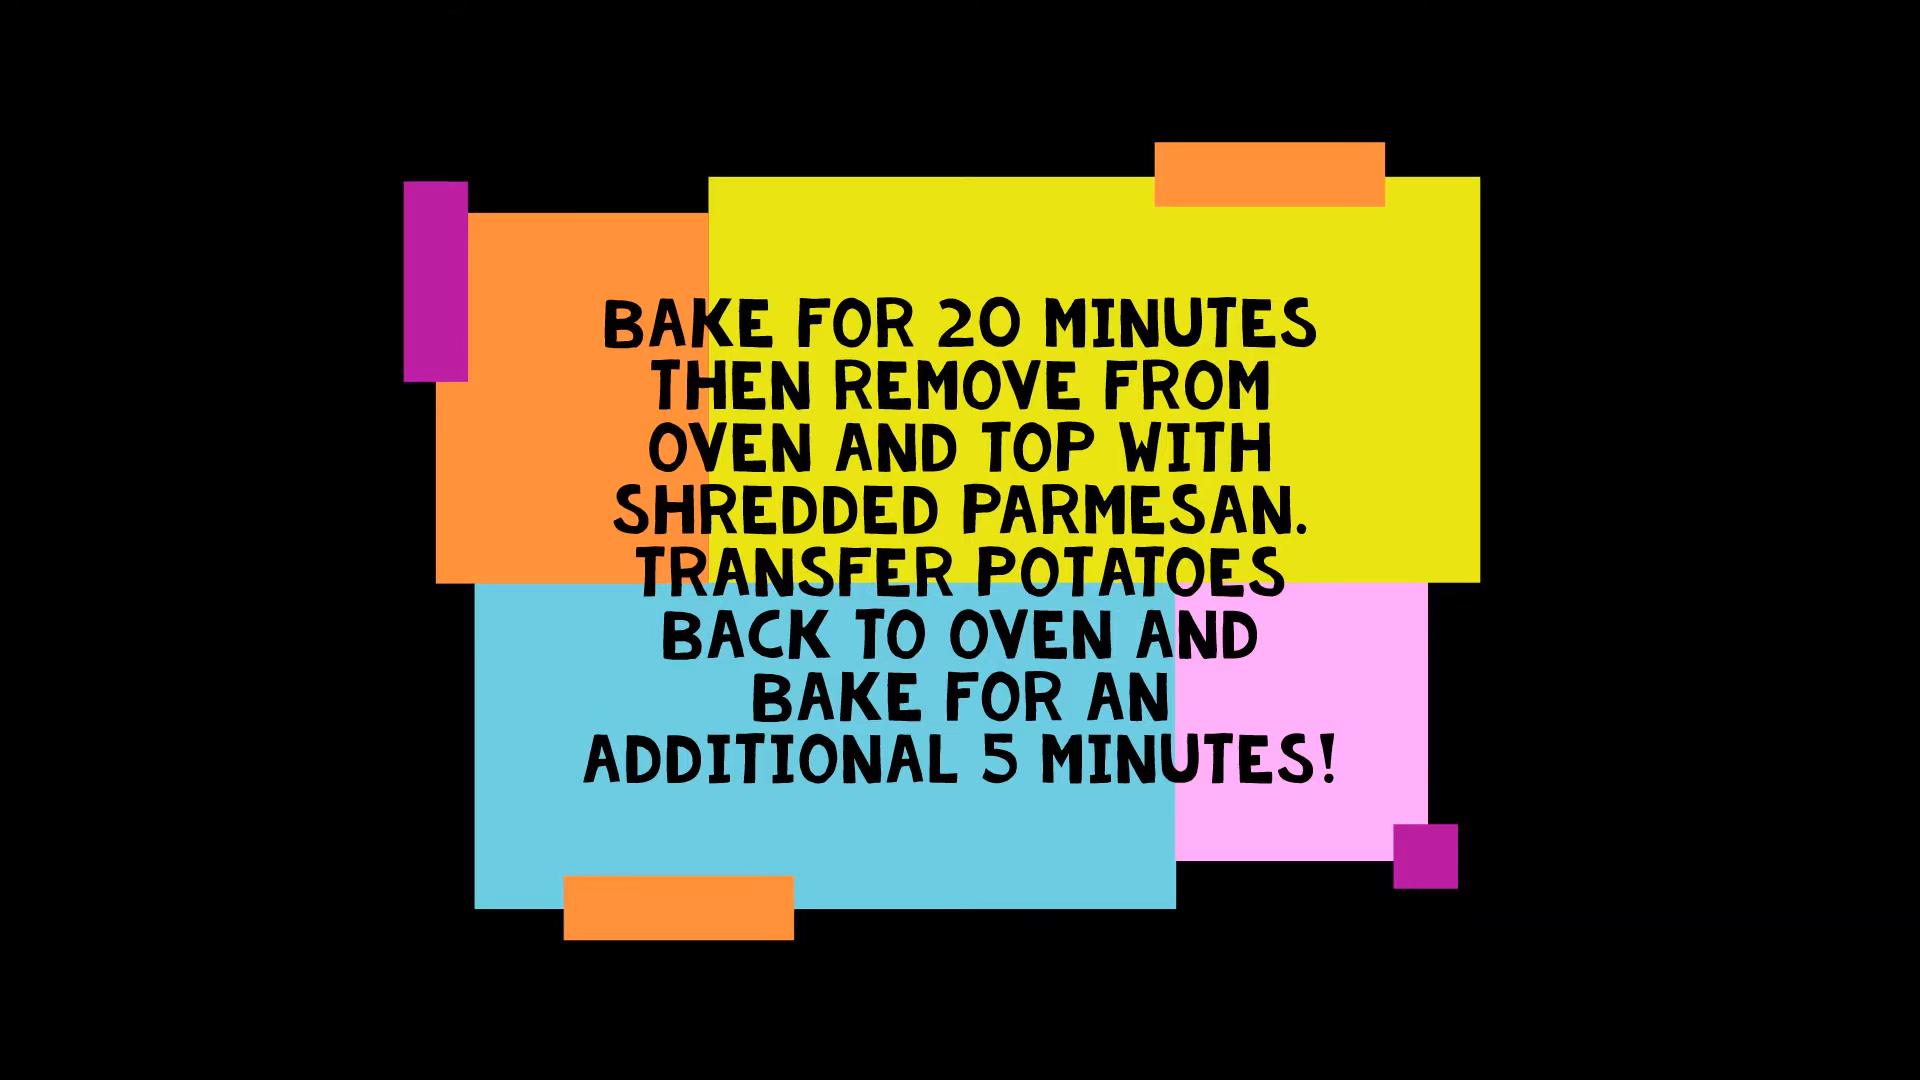 BAKE FOR 20 MINUTES
THEN REMOVE FROM
OVEN AND TOP WITH
SHREDDED PARMESAN.
TRANSFER POTATOES
BACK TO OVEN AND
BAKE FOR AN
ADDITIONAL 5 MINUTES!